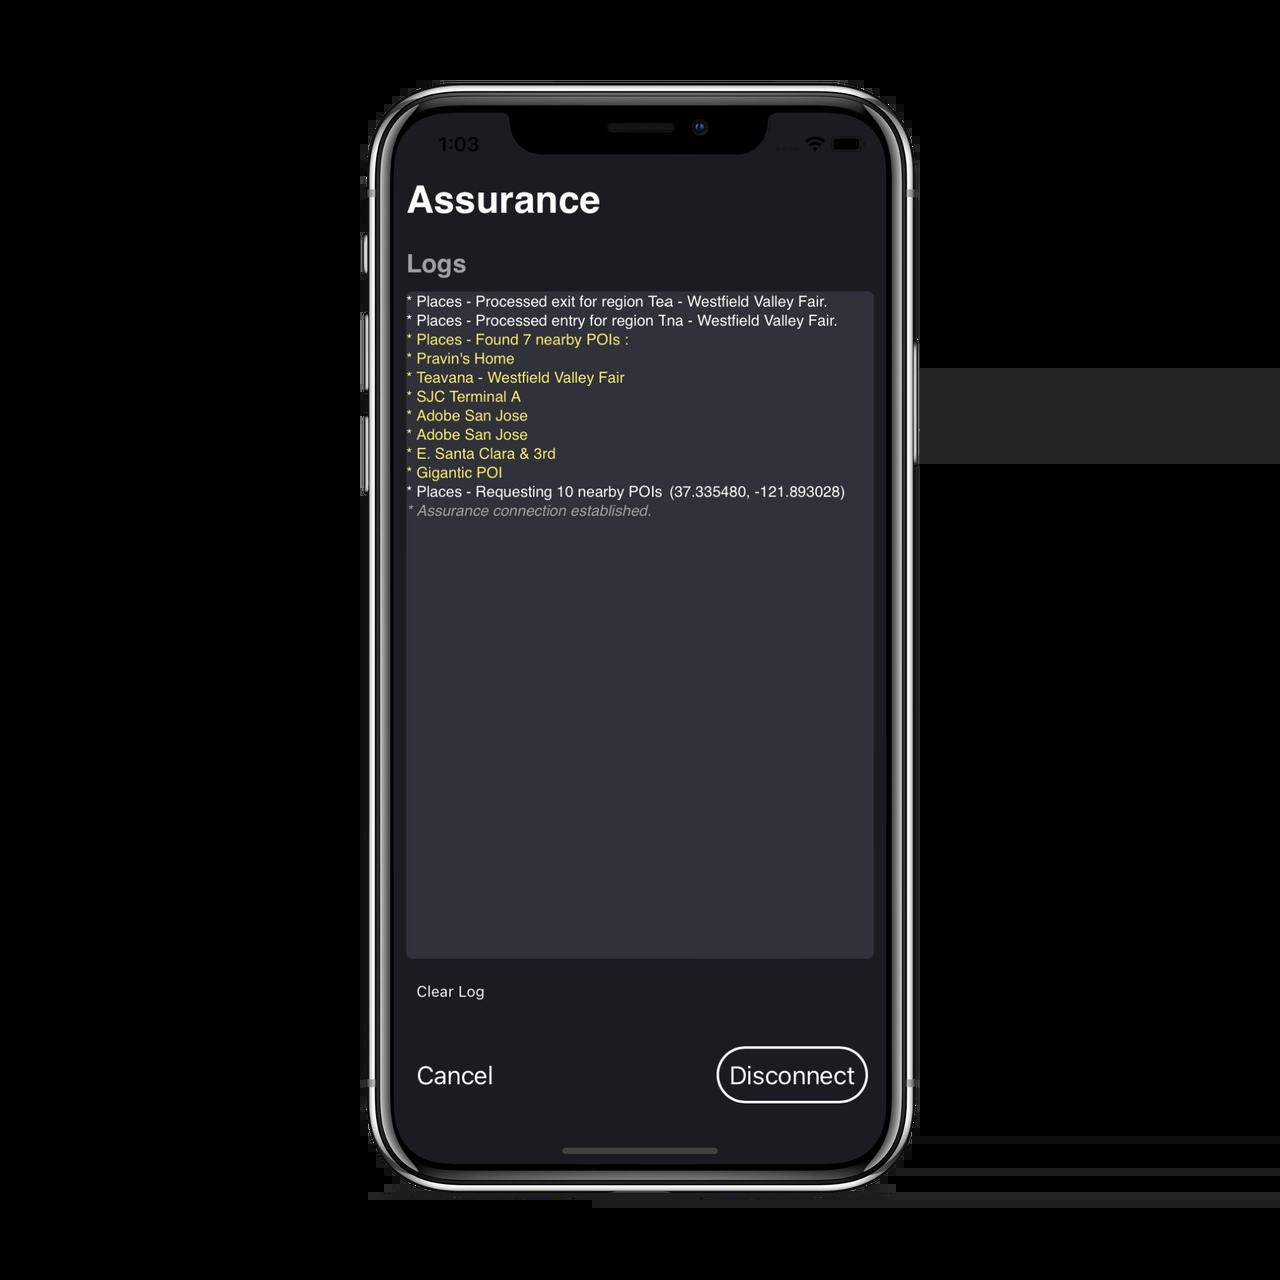 1:03
Assurance
Logs
* Places - Processed exit for region Tea - Westfield Valley Fair.
* Places - Processed entry for region Tna - Westfield Valley Fair.
* Places - Found 7 nearby POIs :
* Pravin's Home
* Teavana - Westfield Valley Fair
* SJC Terminal A
* Adobe San Jose
* Adobe San Jose
* E. Santa Clara & 3rd
* Gigantic POI
* Places - Requesting 10 nearby POIs (37.335480, -121.893028)
* Assurance connection established.
Clear Log
Cancel
Disconnect